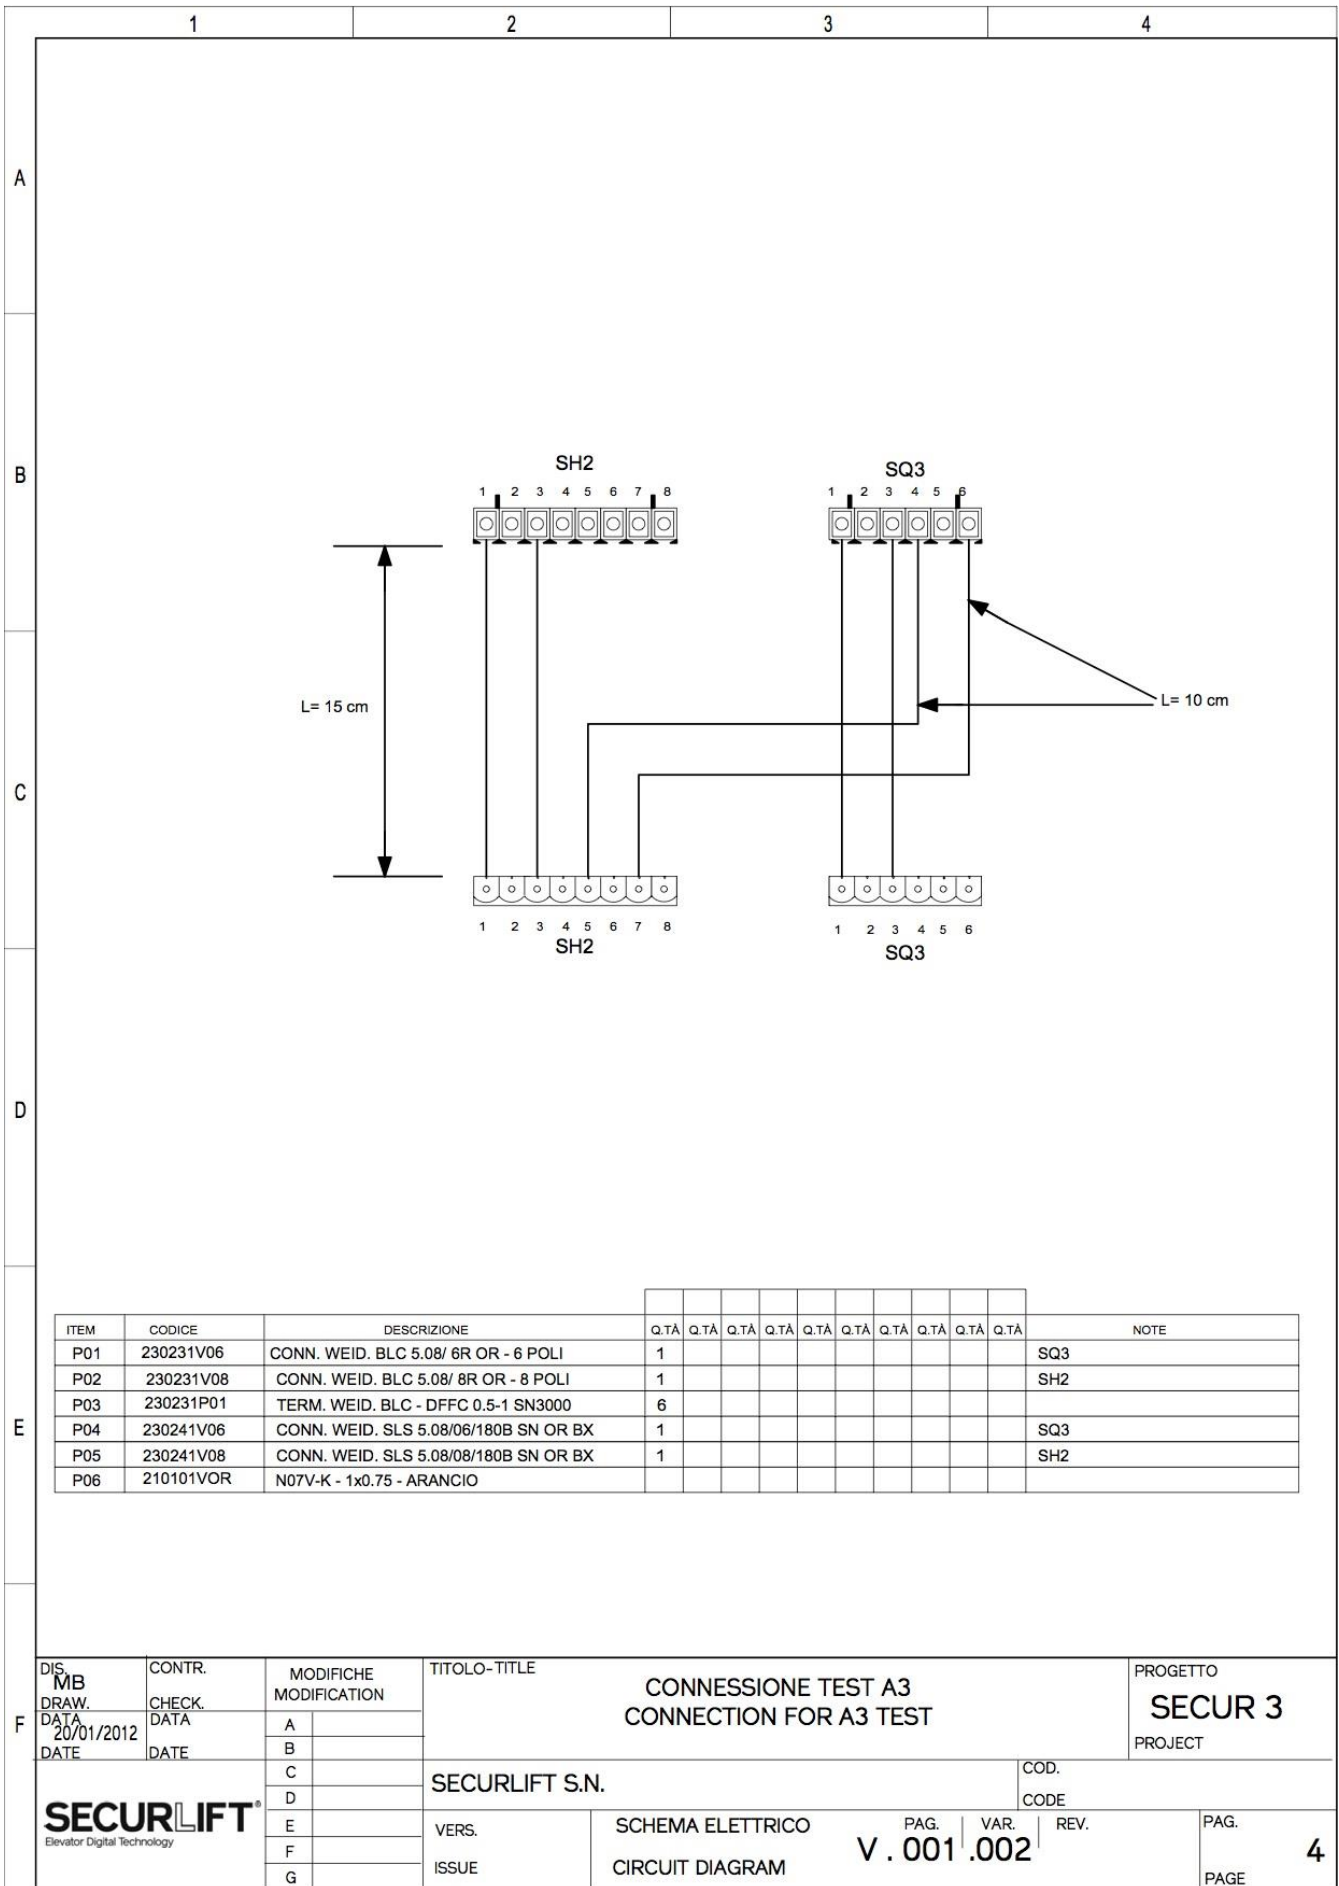 1 2 3 4
A
B
C
D
E
F
SH2
1 2 3 4 5 6 7 8
SQ3
1 2 3 4 5 6
L= 15 cm
L= 10 cm
1 2 3 4 5 6 7 8
SH2
1 2 3 4 5 6
SQ3
ITEM CODICE DESCRIZIONE Q.TÀ Q.TÀ Q.TÀ Q.TÀ Q.TÀ Q.TÀ Q.TÀ Q.TÀ Q.TÀ Q.TÀ NOTE
P01 230231V06 CONN. WEID. BLC 5.08/ 6R OR - 6 POLI 1 SQ3
P02 230231V08 CONN. WEID. BLC 5.08/ 8R OR - 8 POLI 1 SH2
P03 230231P01 TERM. WEID. BLC - DFFC 0.5-1 SN3000 6
P04 230241V06 CONN. WEID. SLS 5.08/06/180B SN OR BX 1 SQ3
P05 230241V08 CONN. WEID. SLS 5.08/08/180B SN OR BX 1 SH2
P06 210101VOR N07V-K - 1x0.75 - ARANCIO
DIS. MB
DRAW.
CONTR.
CHECK.
DATA 20/01/2012
DATE
DATA
DATE
MODIFICHE
MODIFICATION
A
B
C
D
E
F
G
TITOLO-TITLE
CONNESSIONE TEST A3
CONNECTION FOR A3 TEST
PROGETTO
SECUR 3
PROJECT
SECURLIFT®
Elevator Digital Technology
SECURLIFT S.N.
COD.
CODE
VERS.
ISSUE
SCHEMA ELETTRICO
CIRCUIT DIAGRAM
PAG. VAR. REV.
V . 001 .002
PAG.
4
PAGE